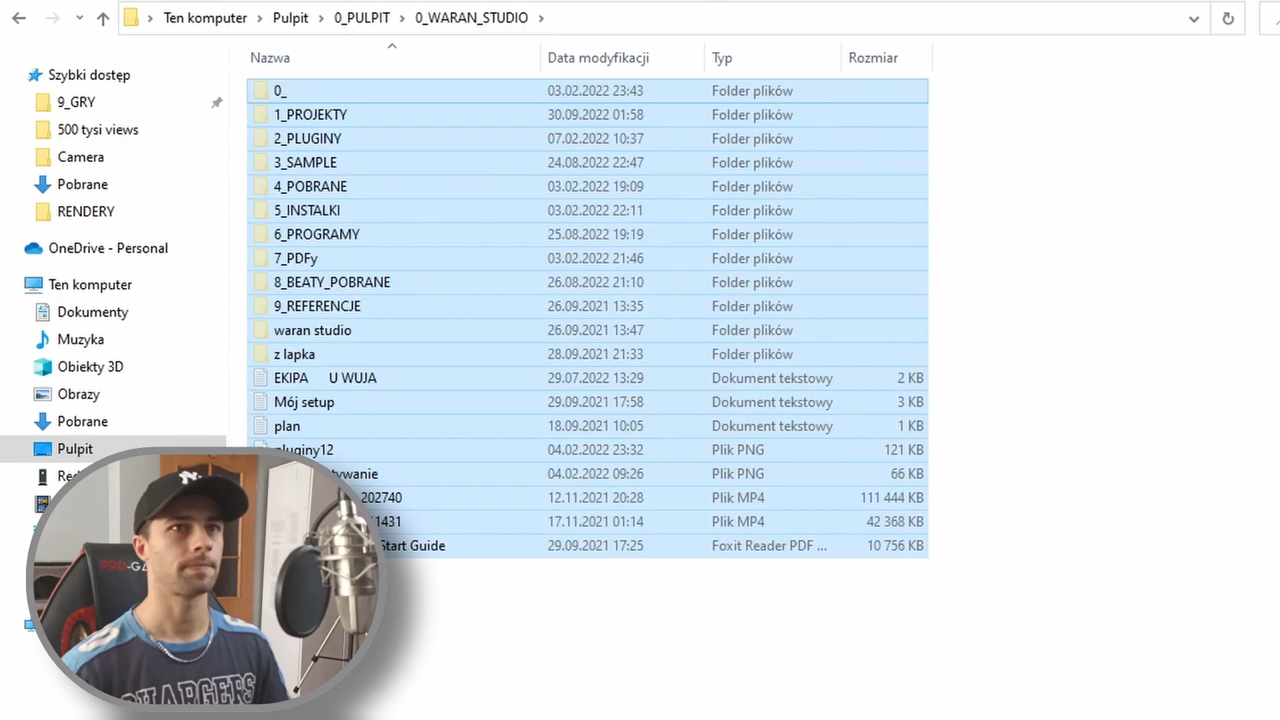 Ten komputer > Pulpit > 0_PULPIT > 0_WARAN_STUDIO >
Nazwa Data modyfikacji Typ Rozmiar
Szybki dostęp
9_GRY
500 tysi views
Camera
Pobrane
RENDERY
OneDrive - Personal
Ten komputer
Dokumenty
Muzyka
Obiekty 3D
Obrazy
Pobrane
Pulpit
0_ 03.02.2022 23:43 Folder plików
1_PROJEKTY 30.09.2022 01:58 Folder plików
2_PLUGINY 07.02.2022 10:37 Folder plików
3_SAMPLE 24.08.2022 22:47 Folder plików
4_POBRANE 03.02.2022 19:09 Folder plików
5_INSTALKI 03.02.2022 22:11 Folder plików
6_PROGRAMY 25.08.2022 19:19 Folder plików
7_PDFy 03.02.2022 21:46 Folder plików
8_BEATY_POBRANE 26.08.2022 21:10 Folder plików
9_REFERENCJE 26.09.2021 13:35 Folder plików
waran studio 26.09.2021 13:47 Folder plików
z lapka 28.09.2021 21:33 Folder plików
EKIPA U WUJA 29.07.2022 13:29 Dokument tekstowy 2 KB
Mój setup 29.09.2021 17:58 Dokument tekstowy 3 KB
plan 18.09.2021 10:05 Dokument tekstowy 1 KB
pluginy12 04.02.2022 23:32 Plik PNG 121 KB
04.02.2022 09:26 Plik PNG 66 KB
202740 12.11.2021 20:28 Plik MP4 111 444 KB
17.11.2021 01:14 Plik MP4 42 368 KB
Start Guide 29.09.2021 17:25 Foxit Reader PDF ... 10 756 KB
CHARGERS